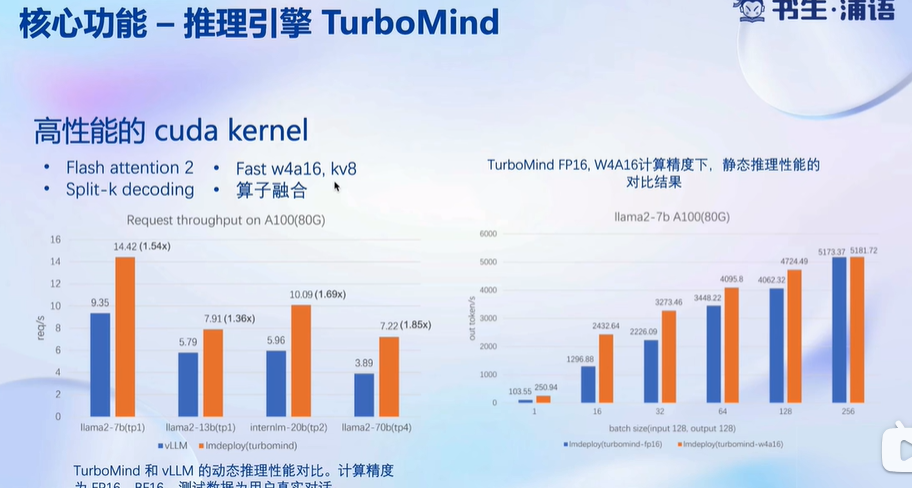 核心功能 – 推理引擎 TurboMind
书生·浦语
高性能的 cuda kernel
• Flash attention 2 • Fast w4a16, kv8
• Split-k decoding • 算子融合
Request throughput on A100(80G)
16
14
12
10
8
6
4
2
0
req/s
9.35
14.42 (1.54x)
5.79
7.91 (1.36x)
5.96
10.09 (1.69x)
3.89
7.22 (1.85x)
llama2-7b(tp1) llama2-13b(tp1) internlm-20b(tp2) llama2-70b(tp4)
vLLM lmdeploy(turbomind)
TurboMind 和 vLLM 的动态推理性能对比。计算精度
为 FP16、BF16。测试数据为用户真实对话
TurboMind FP16, W4A16计算精度下，静态推理性能的
对比结果
llama2-7b A100(80G)
6000
5000
4000
3000
2000
1000
0
out token/s
103.55 250.94
1296.88 2432.64
2226.09 3273.46
3448.22 4095.8
4062.32 4724.49
5173.37 5181.72
1 16 32 64 128 256
batch size(input 128, output 128)
lmdeploy(turbomind-fp16) lmdeploy(turbomind-w4a16)